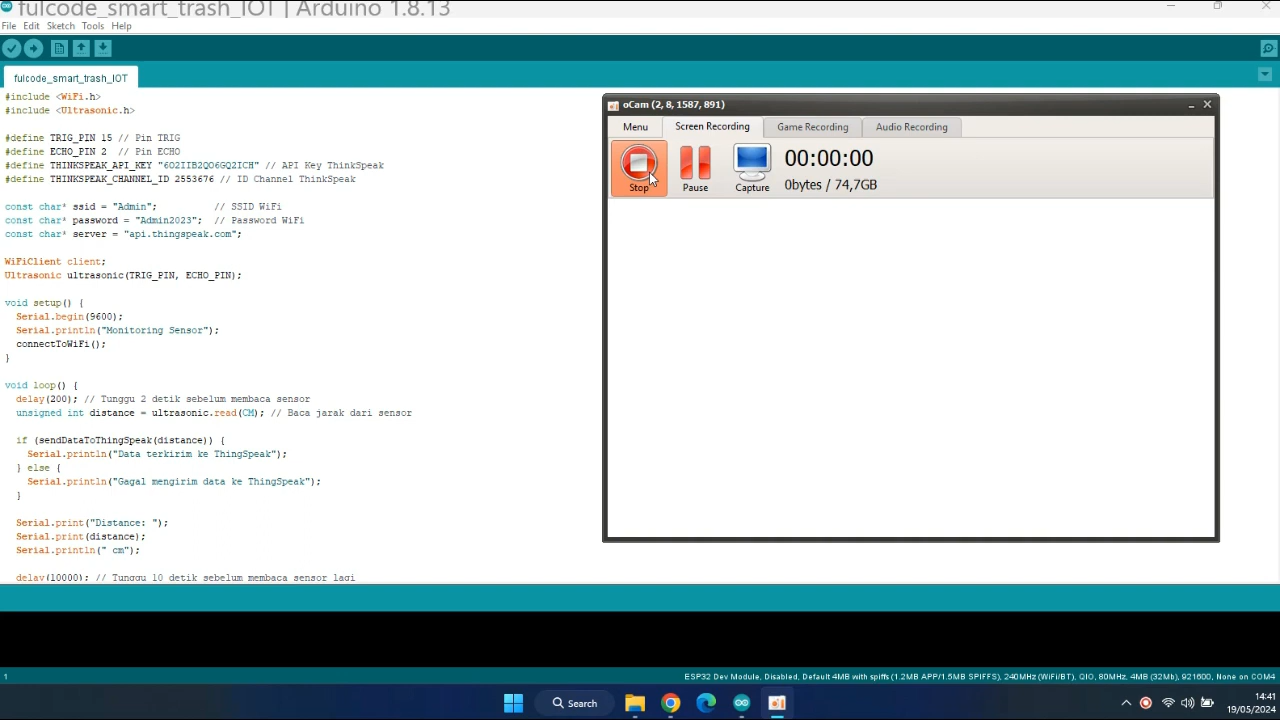 fulcode_smart_trash_IOT | Arduino 1.8.13
File Edit Sketch Tools Help
fulcode_smart_trash_IOT
#include <WiFi.h>
#include <Ultrasonic.h>
#define TRIG_PIN 15 // Pin TRIG
#define ECHO_PIN 2  // Pin ECHO
#define THINKSPEAK_API_KEY "6O2IIB2QO6GQ2ICH" // API Key ThinkSpeak
#define THINKSPEAK_CHANNEL_ID 2553676 // ID Channel ThinkSpeak
const char* ssid = "Admin";          // SSID WiFi
const char* password = "Admin2023";  // Password WiFi
const char* server = "api.thingspeak.com";
WiFiClient client;
Ultrasonic ultrasonic(TRIG_PIN, ECHO_PIN);
void setup() {
  Serial.begin(9600);
  Serial.println("Monitoring Sensor");
  connectToWiFi();
}
void loop() {
  delay(200); // Tunggu 2 detik sebelum membaca sensor
  unsigned int distance = ultrasonic.read(CM); // Baca jarak dari sensor
  if (sendDataToThingSpeak(distance)) {
    Serial.println("Data terkirim ke ThingSpeak");
  } else {
    Serial.println("Gagal mengirim data ke ThingSpeak");
  }
  Serial.print("Distance: ");
  Serial.print(distance);
  Serial.println(" cm");
  delay(10000); // Tunggu 10 detik sebelum membaca sensor lagi
oCam (2, 8, 1587, 891)
Menu Screen Recording Game Recording Audio Recording
Stop Pause Capture
00:00:00
0bytes / 74,7GB
1
ESP32 Dev Module, Disabled, Default 4MB with spiffs (1.2MB APP/1.5MB SPIFFS), 240MHz (WiFi/BT), QIO, 80MHz, 4MB (32Mb), 921600, None on COM4
Search
14:41
19/05/2024